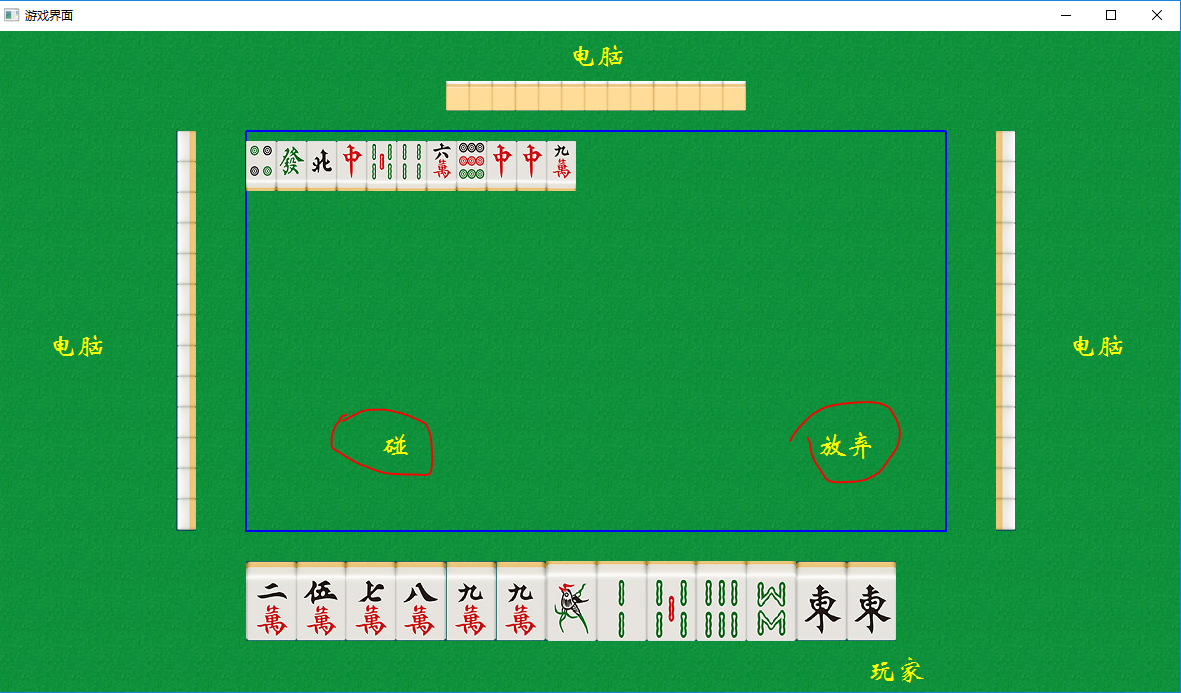 游戏界面
电脑
發 北 中 六萬 中 中 九萬
电脑
电脑
碰
放弃
二萬 伍萬 七萬 八萬 九萬 九萬 東 東
玩家